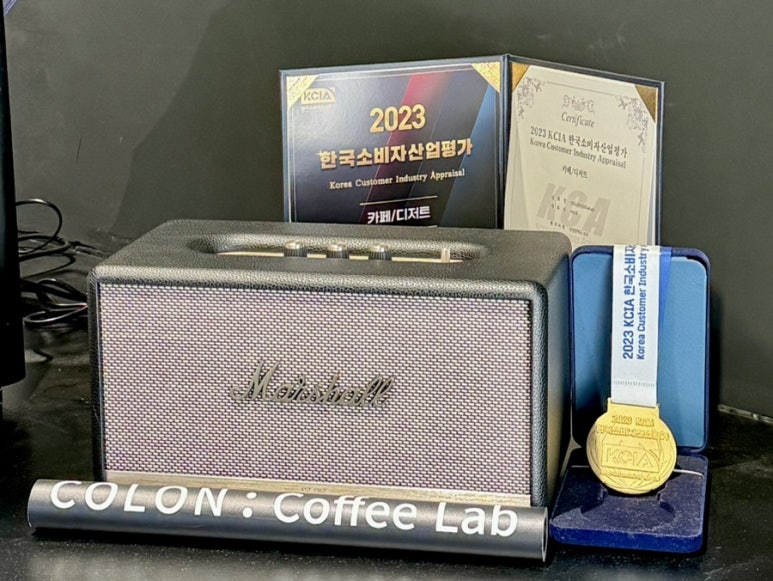 KCIA
2023
한국소비자산업평가
Korea Customer Industry Appraisal
카페/디저트
Certificate
2023 KCIA 한국소비자산업평가
Korea Customer Industry Appraisal
카페/디저트
Marshall
2023 KCIA 한국소비자
Korea Customer Industry
KCIA
COLON : Coffee Lab